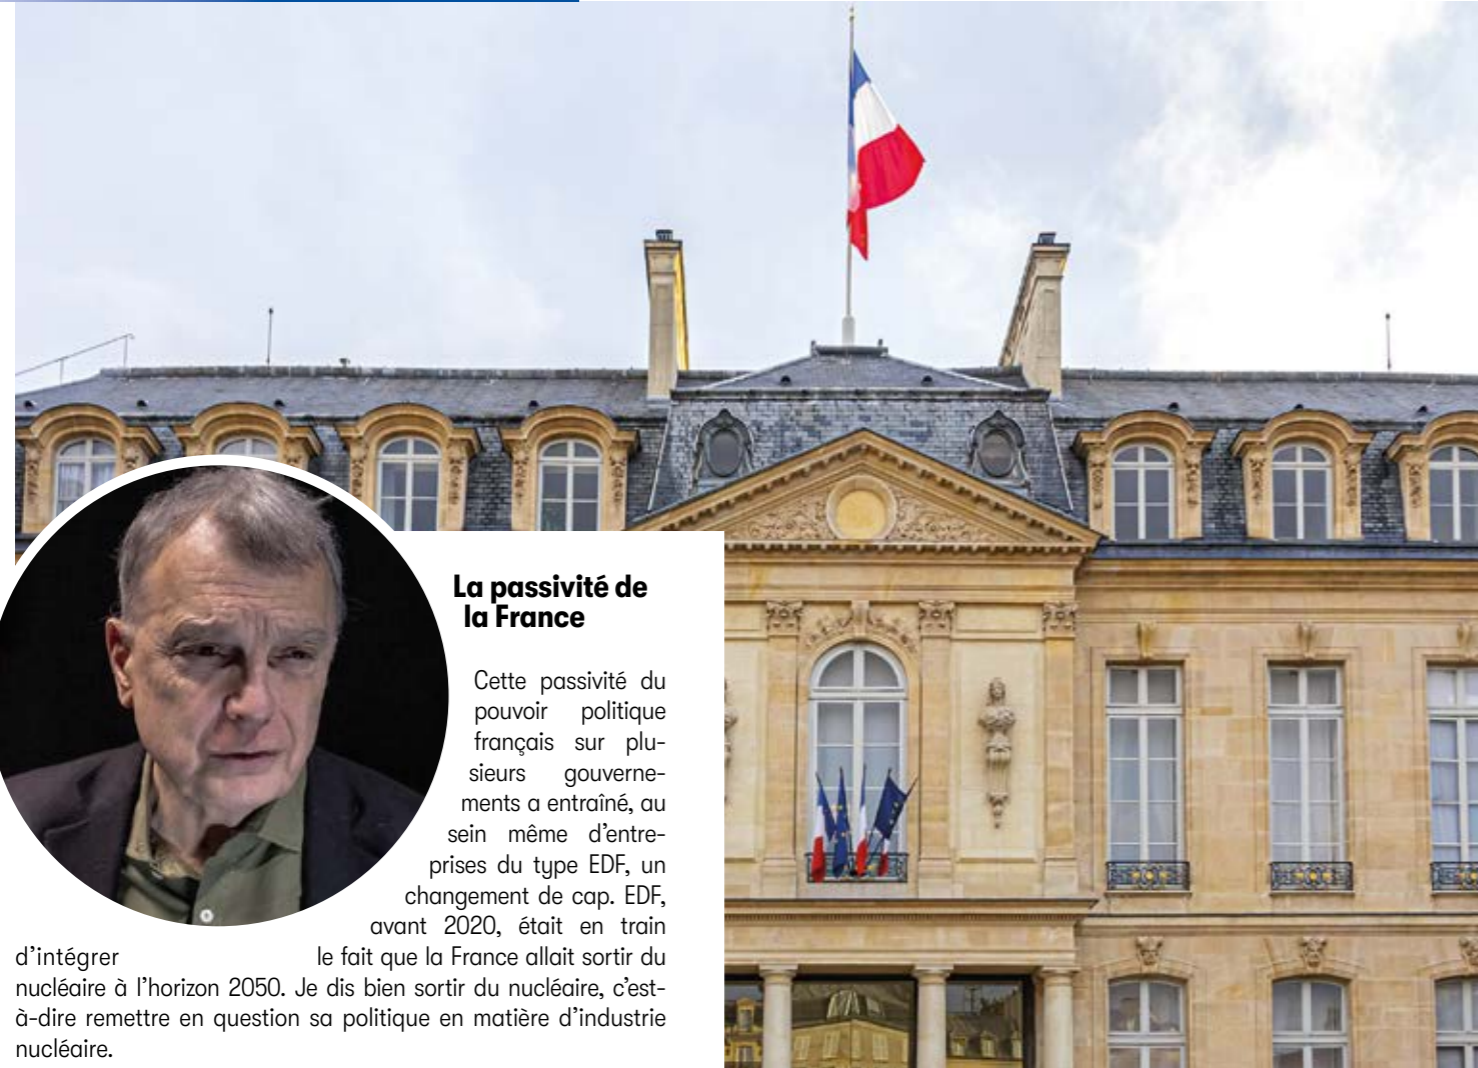 La passivité de
la France
Cette passivité du
pouvoir politique
français sur plu-
sieurs gouverne-
ments a entraîné, au
sein même d'entre-
prises du type EDF, un
changement de cap. EDF,
avant 2020, était en train
d'intégrer le fait que la France allait sortir du
nucléaire à l'horizon 2050. Je dis bien sortir du nucléaire, c'est-
à-dire remettre en question sa politique en matière d'industrie
nucléaire.